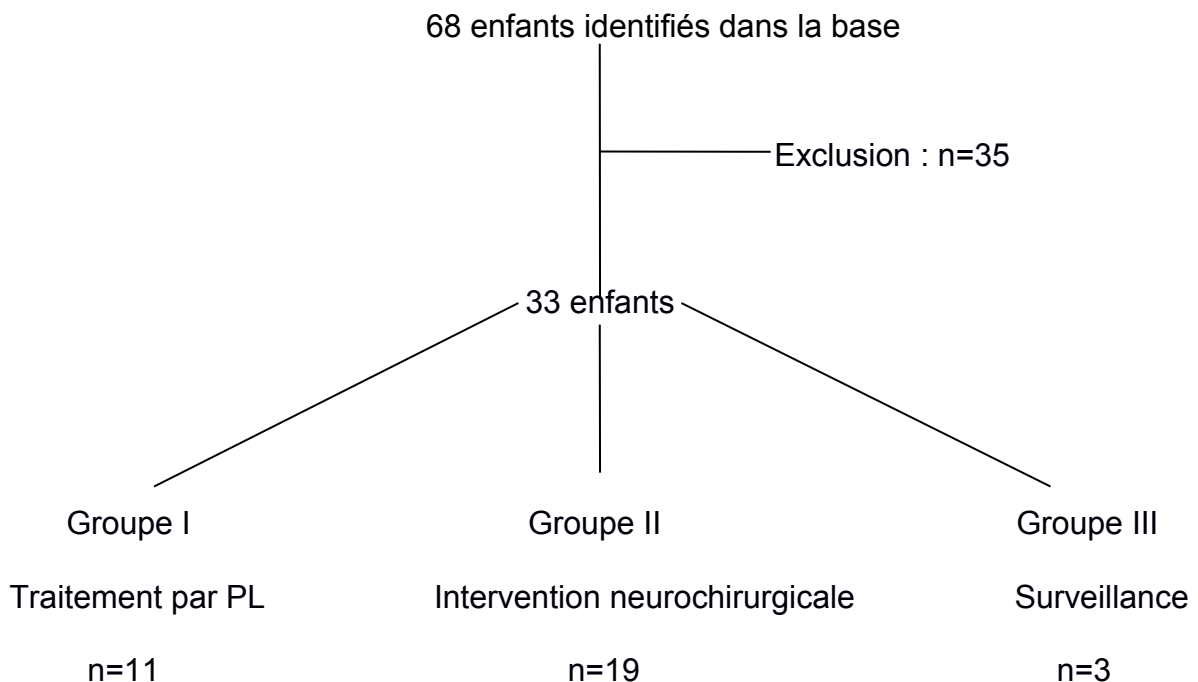 68 enfants identifiés dans la base
Exclusion : n=35
33 enfants
Groupe I
Groupe II
Groupe III
Traitement par PL
Intervention neurochirurgicale
Surveillance
n=11
n=19
n=3